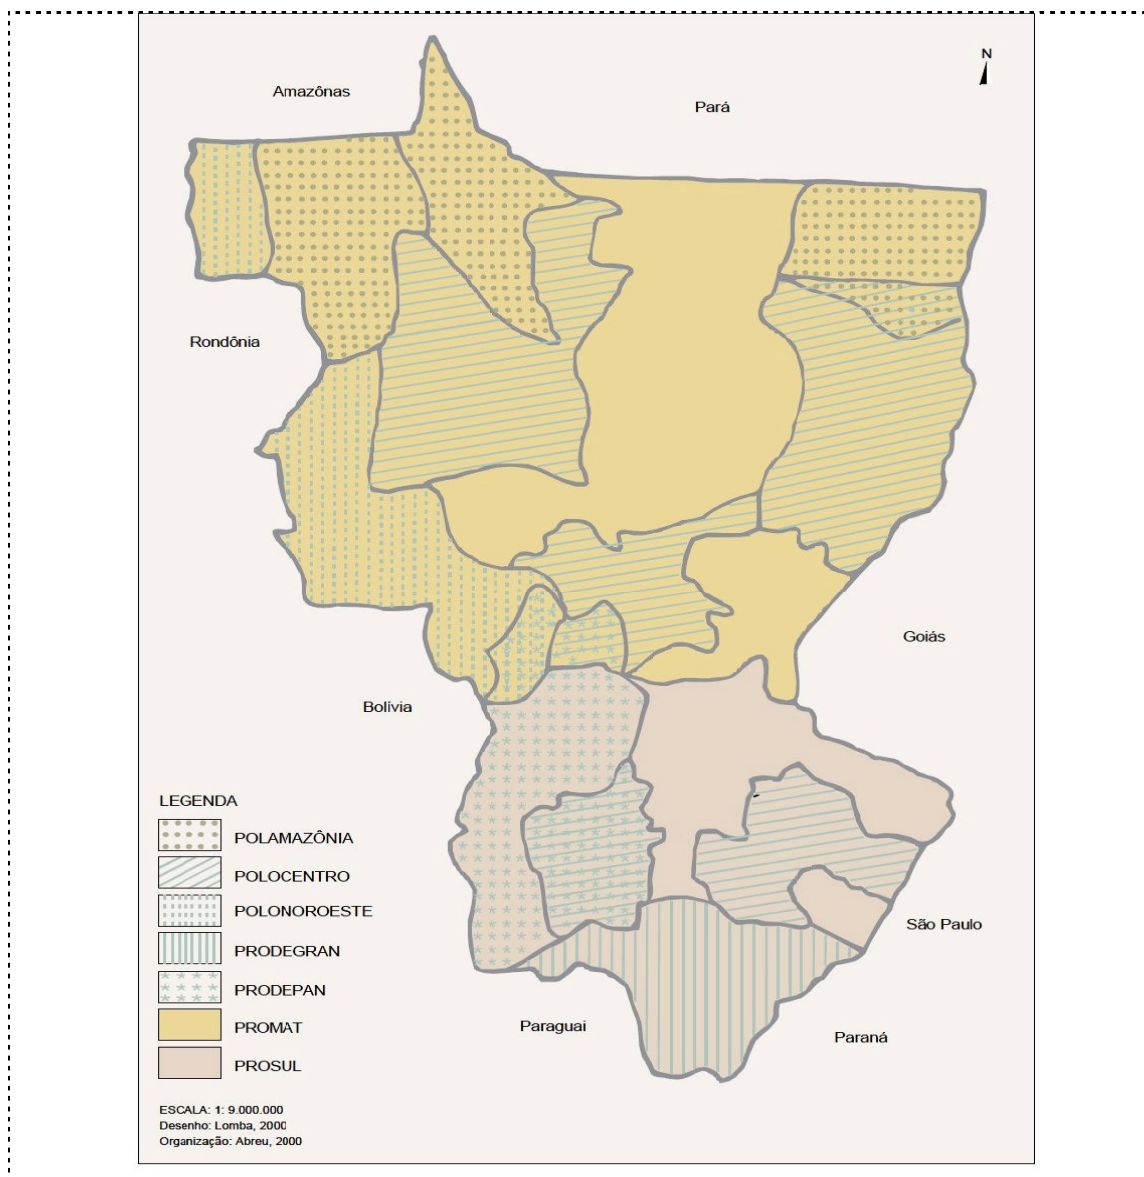 N
Amazônas
Pará
Rondônia
Goiás
Bolívia
LEGENDA
POLAMAZÔNIA
POLOCENTRO
POLONOROESTE
PRODEGRAN
PRODEPAN
PROMAT
PROSUL
São Paulo
Paraguai
Paraná
ESCALA: 1: 9.000.000
Desenho: Lomba, 2000
Organização: Abreu, 2000